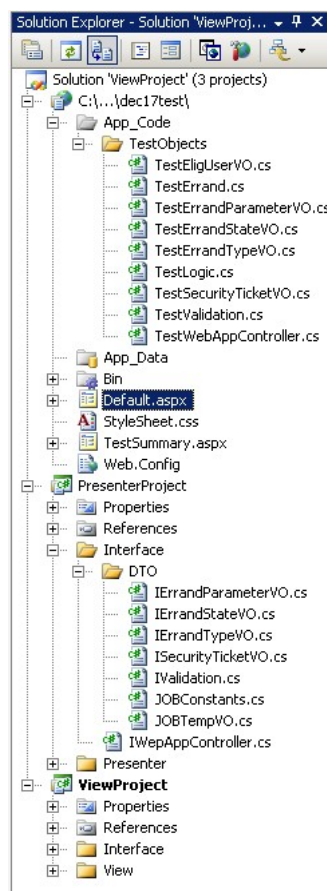 Solution Explorer - Solution 'ViewProj...
Solution 'ViewProject' (3 projects)
C:\...\dec17test\
App_Code
TestObjects
TestEligUserVO.cs
TestErrand.cs
TestErrandParameterVO.cs
TestErrandStateVO.cs
TestErrandTypeVO.cs
TestLogic.cs
TestSecurityTicketVO.cs
TestValidation.cs
TestWebAppController.cs
App_Data
Bin
Default.aspx
StyleSheet.css
TestSummary.aspx
Web.Config
PresenterProject
Properties
References
Interface
DTO
IErrandParameterVO.cs
IErrandStateVO.cs
IErrandTypeVO.cs
ISecurityTicketVO.cs
IValidation.cs
JOBConstants.cs
JOBTempVO.cs
IWepAppController.cs
Presenter
ViewProject
Properties
References
Interface
View